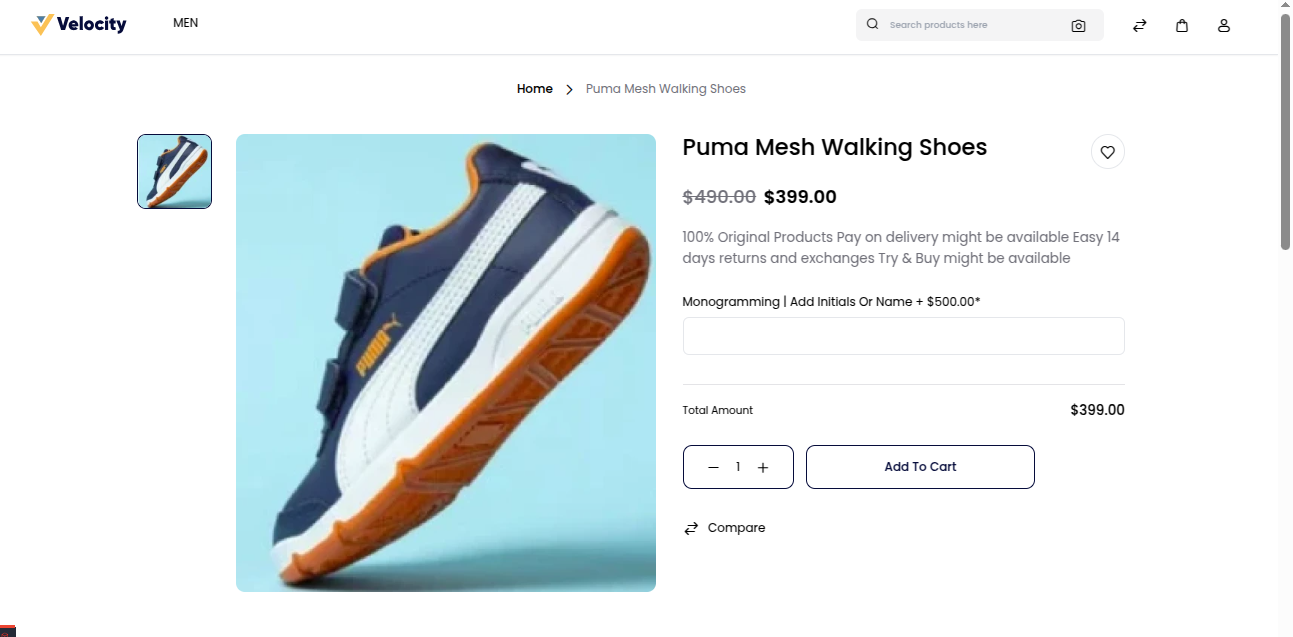 Velocity
MEN
Search products here
Home
Puma Mesh Walking Shoes
Puma Mesh Walking Shoes
$490.00 $399.00
100% Original Products Pay on delivery might be available Easy 14
days returns and exchanges Try & Buy might be available
Monogramming | Add Initials Or Name + $500.00*
PUMA
Total Amount
$399.00
1
Add To Cart
Compare